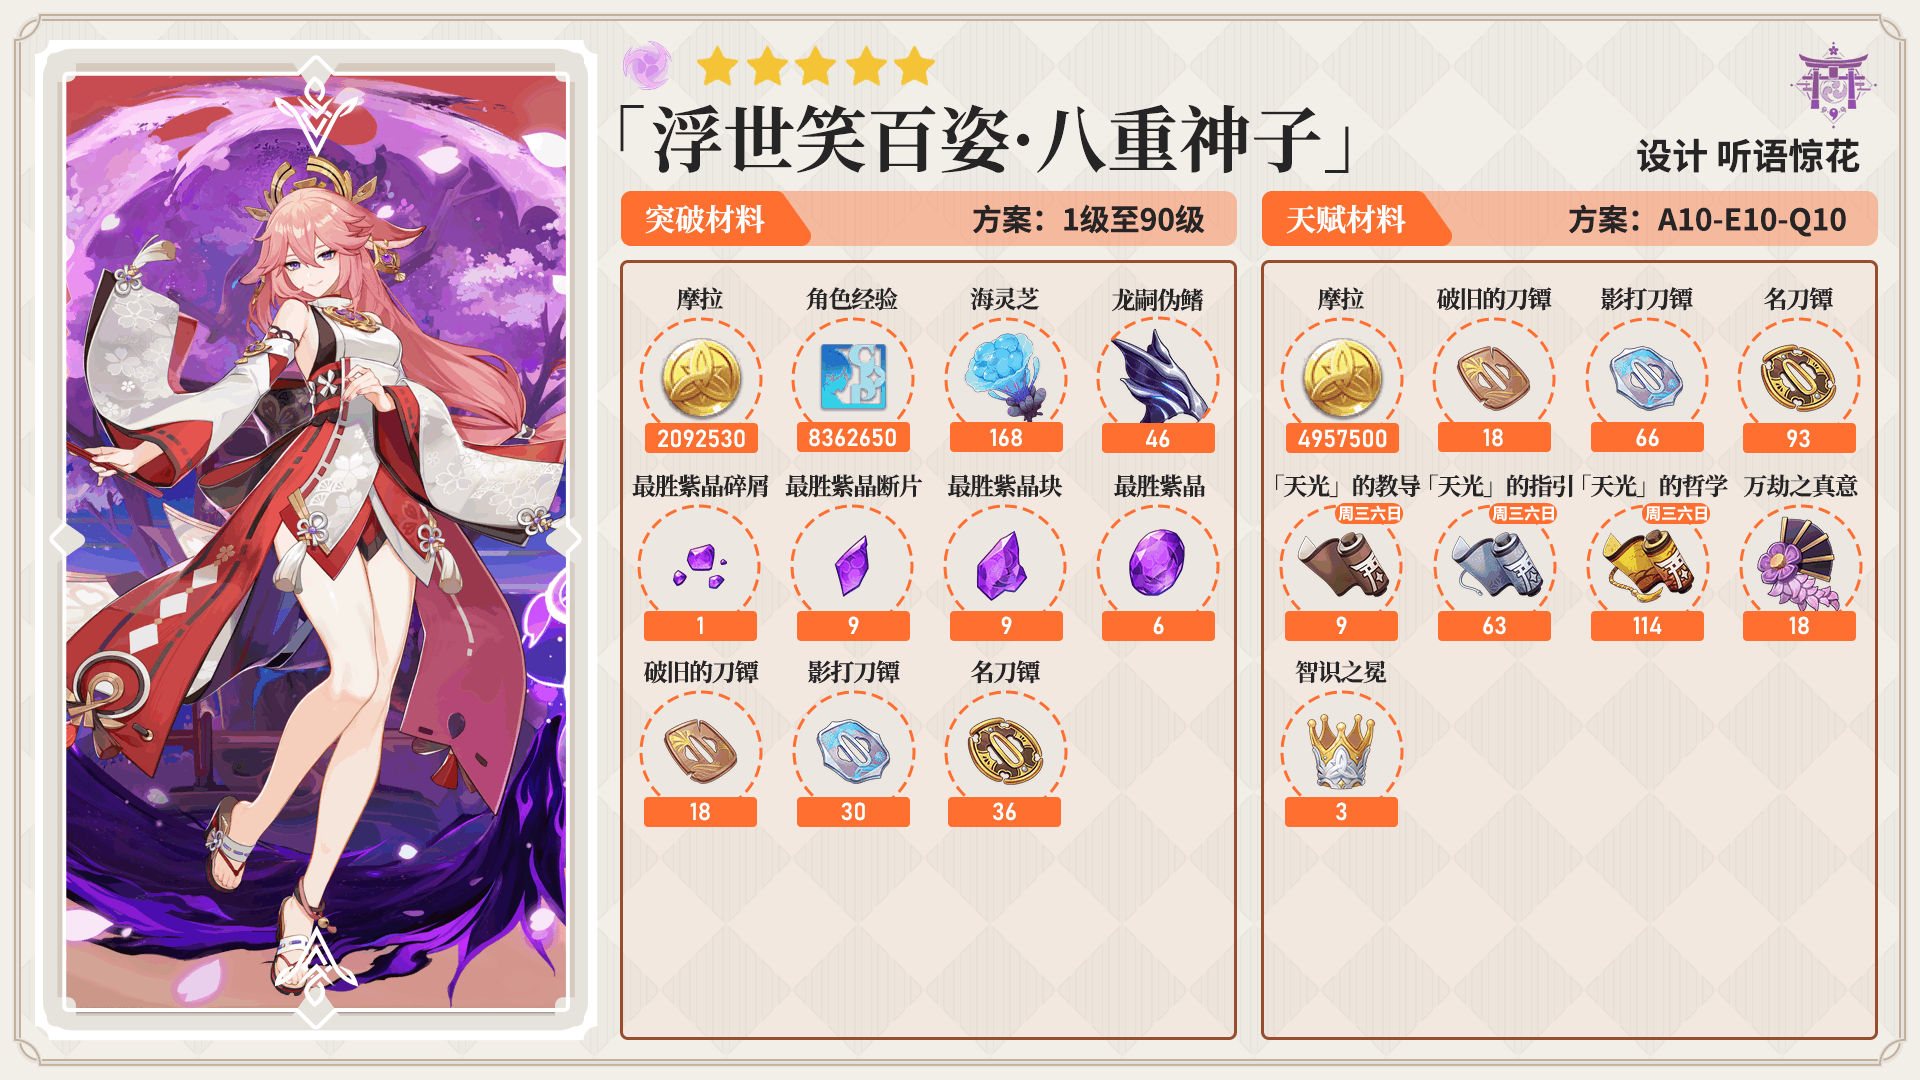 「浮世笑百姿·八重神子」
设计 听语惊花
突破材料
方案：1级至90级
摩拉
角色经验
海灵芝
龙嗣伪鳍
2092530
8362650
168
46
最胜紫晶碎屑
最胜紫晶断片
最胜紫晶块
最胜紫晶
1
9
9
6
破旧的刀镡
影打刀镡
名刀镡
18
30
36
天赋材料
方案：A10-E10-Q10
摩拉
破旧的刀镡
影打刀镡
名刀镡
4957500
18
66
93
「天光」的教导
「天光」的指引
「天光」的哲学
万劫之真意
周三六日
周三六日
周三六日
9
63
114
18
智识之冕
3